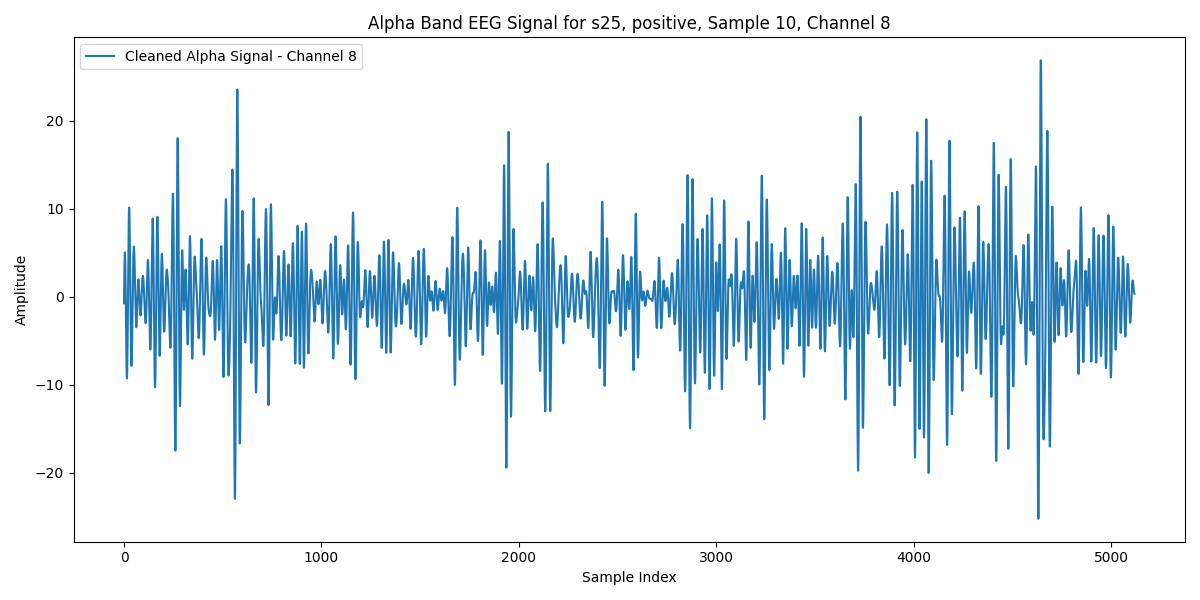 Alpha Band EEG Signal for s25, positive, Sample 10, Channel 8
Cleaned Alpha Signal - Channel 8
Amplitude
20
10
0
−10
−20
0 1000 2000 3000 4000 5000
Sample Index